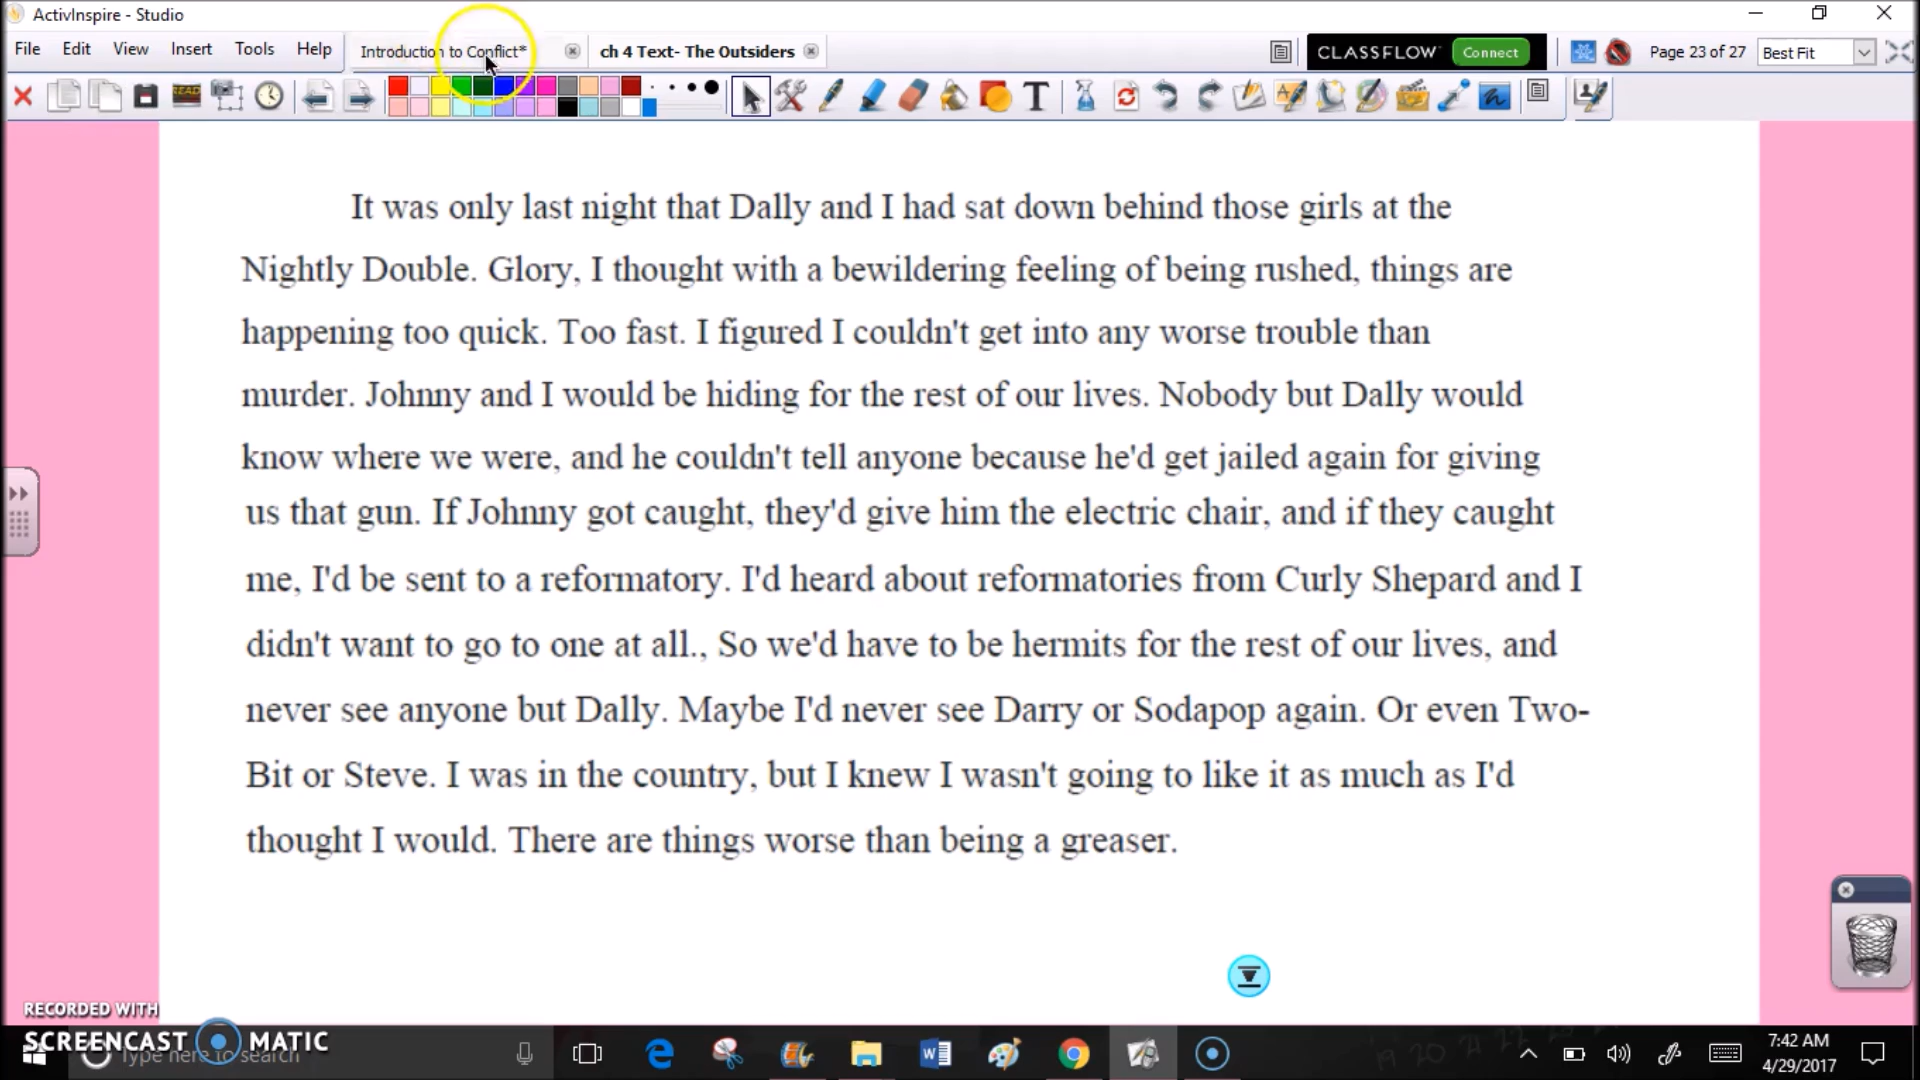 ActivInspire - Studio
File Edit View Insert Tools Help Introduction to Conflict* ch 4 Text- The Outsiders CLASSFLOW Connect Page 23 of 27 Best Fit
READ T
It was only last night that Dally and I had sat down behind those girls at the
Nightly Double. Glory, I thought with a bewildering feeling of being rushed, things are
happening too quick. Too fast. I figured I couldn't get into any worse trouble than
murder. Johnny and I would be hiding for the rest of our lives. Nobody but Dally would
know where we were, and he couldn't tell anyone because he'd get jailed again for giving
us that gun. If Johnny got caught, they'd give him the electric chair, and if they caught
me, I'd be sent to a reformatory. I'd heard about reformatories from Curly Shepard and I
didn't want to go to one at all., So we'd have to be hermits for the rest of our lives, and
never see anyone but Dally. Maybe I'd never see Darry or Sodapop again. Or even Two-
Bit or Steve. I was in the country, but I knew I wasn't going to like it as much as I'd
thought I would. There are things worse than being a greaser.
RECORDED WITH
SCREENCAST MATIC
Type here to search
7:42 AM
4/29/2017